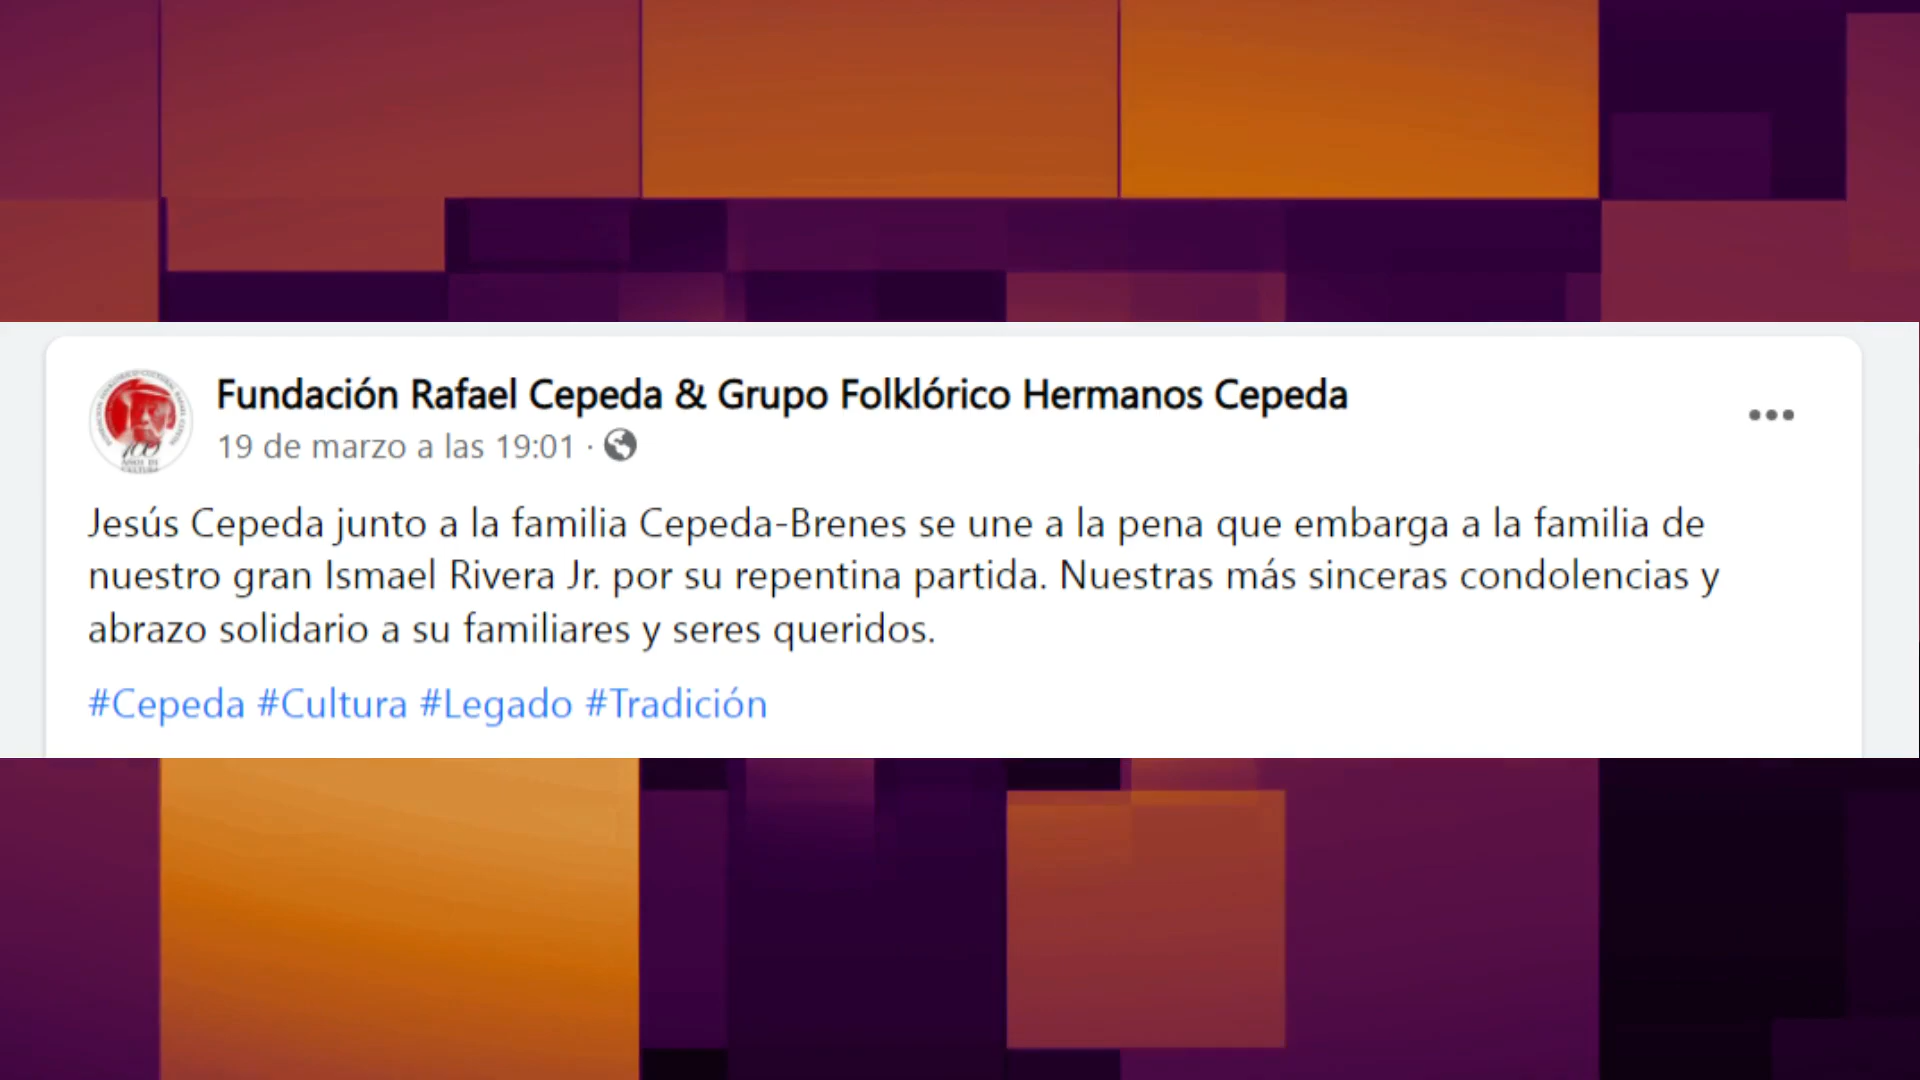 Fundación Rafael Cepeda & Grupo Folklórico Hermanos Cepeda
19 de marzo a las 19:01 ·
Jesús Cepeda junto a la familia Cepeda-Brenes se une a la pena que embarga a la familia de
nuestro gran Ismael Rivera Jr. por su repentina partida. Nuestras más sinceras condolencias y
abrazo solidario a su familiares y seres queridos.
#Cepeda #Cultura #Legado #Tradición